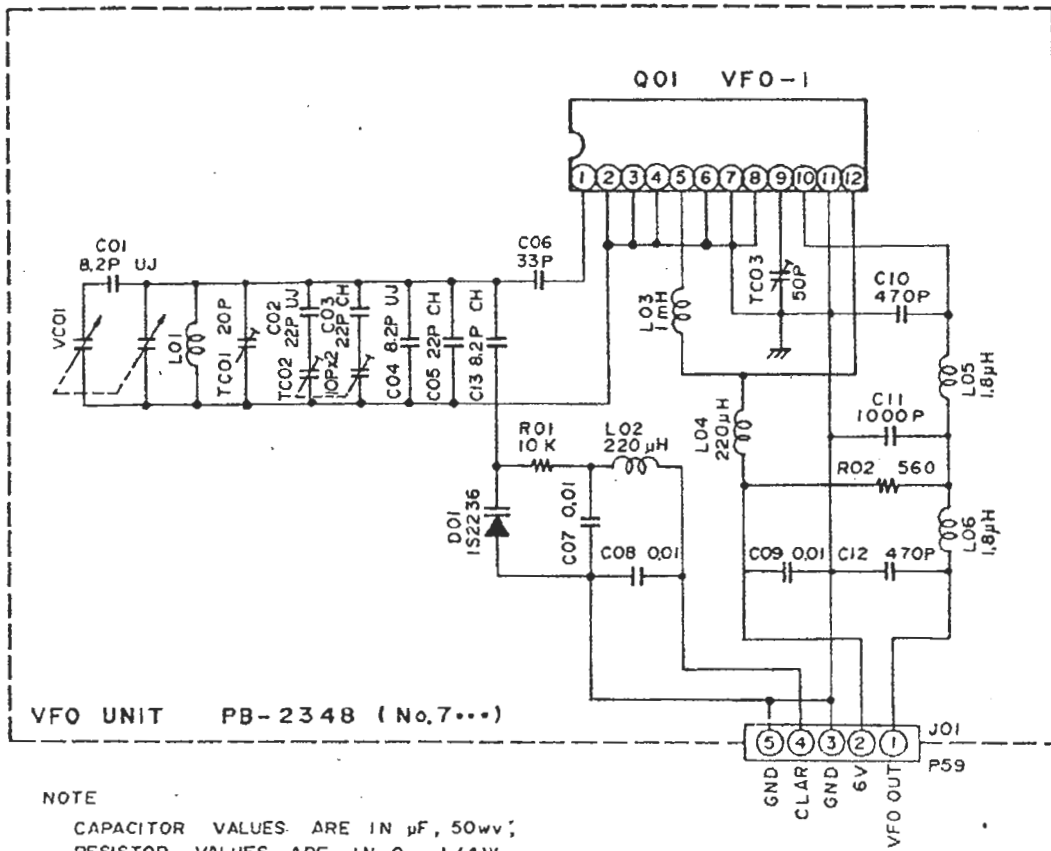 Q01 VFO-1
1 2 3 4 5 6 7 8 9 10 11 12
C01
8.2P UJ
C06
33P
VC01
L01
TC01 20P
C02
22P UJ
TC02
10P×2
C03
22P CH
C04 8.2P UJ
C05 22P CH
C13 8.2P CH
L03
1mH
TC03
50P
C10
470P
L05
1.8μH
C11
1000P
L04
220μH
R02 560
L06
1.8μH
R01
10K
L02
220μH
D01
1S2236
C07 0.01
C08 0.01
C09 0.01
C12 470P
VFO UNIT PB-2348 (No.7•••)
J01
5 4 3 2 1
P59
GND
CLAR
GND
6V
VFO OUT
NOTE
CAPACITOR VALUES ARE IN μF, 50wv;
RESISTOR VALUES ARE IN